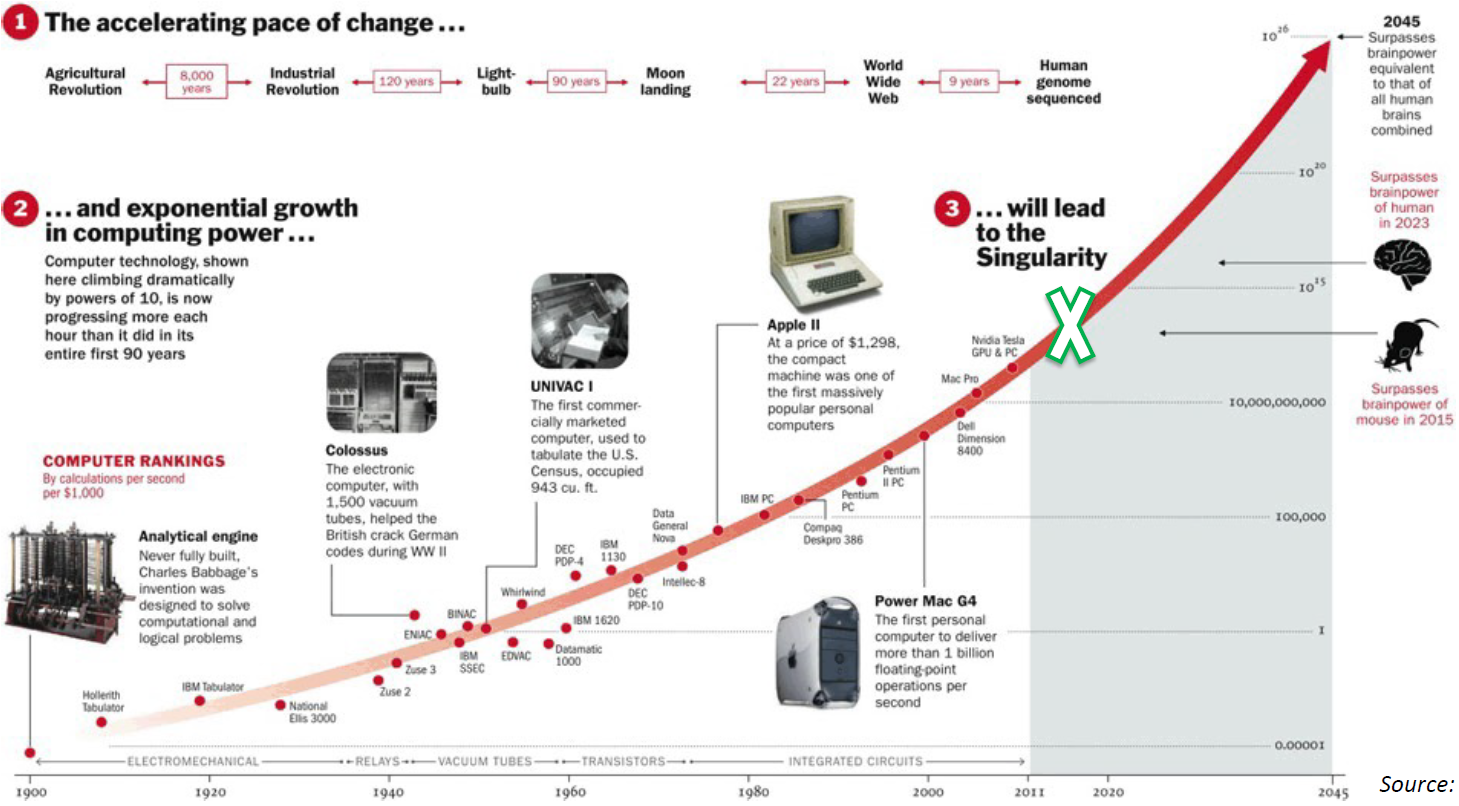 1 The accelerating pace of change ...
Agricultural
Revolution
8,000
years
Industrial
Revolution
120 years
Light-
bulb
90 years
Moon
landing
22 years
World
Wide
Web
9 years
Human
genome
sequenced
2 ... and exponential growth
in computing power ...
Computer technology, shown
here climbing dramatically
by powers of 10, is now
progressing more each
hour than it did in its
entire first 90 years
COMPUTER RANKINGS
By calculations per second
per $1,000
Analytical engine
Never fully built,
Charles Babbage's
invention was
designed to solve
computational and
logical problems
Colossus
The electronic
computer, with
1,500 vacuum
tubes, helped the
British crack German
codes during WW II
UNIVAC I
The first commer-
cially marketed
computer, used to
tabulate the U.S.
Census, occupied
943 cu. ft.
Apple II
At a price of $1,298,
the compact
machine was one of
the first massively
popular personal
computers
Power Mac G4
The first personal
computer to deliver
more than 1 billion
floating-point
operations per
second
3 ... will lead
to the
Singularity
X
Hollerith
Tabulator
IBM Tabulator
National
Ellis 3000
Zuse 2
Zuse 3
ENIAC
BINAC
IBM
SSEC
Whirlwind
EDVAC
Datamatic
1000
IBM 1620
DEC
PDP-4
IBM
1130
DEC
PDP-10
Data
General
Nova
Intellec-8
IBM PC
Compaq
Deskpro 386
Pentium
PC
Pentium
II PC
Dell
Dimension
8400
Mac Pro
Nvidia Tesla
GPU & PC
10²⁶
10²⁰
10¹⁵
10,000,000,000
100,000
1
0.00001
2045
Surpasses
brainpower
equivalent
to that of
all human
brains
combined
Surpasses
brainpower
of human
in 2023
Surpasses
brainpower of
mouse in 2015
ELECTROMECHANICAL
RELAYS
VACUUM TUBES
TRANSISTORS
INTEGRATED CIRCUITS
1900
1920
1940
1960
1980
2000
2011
2020
2045
Source: